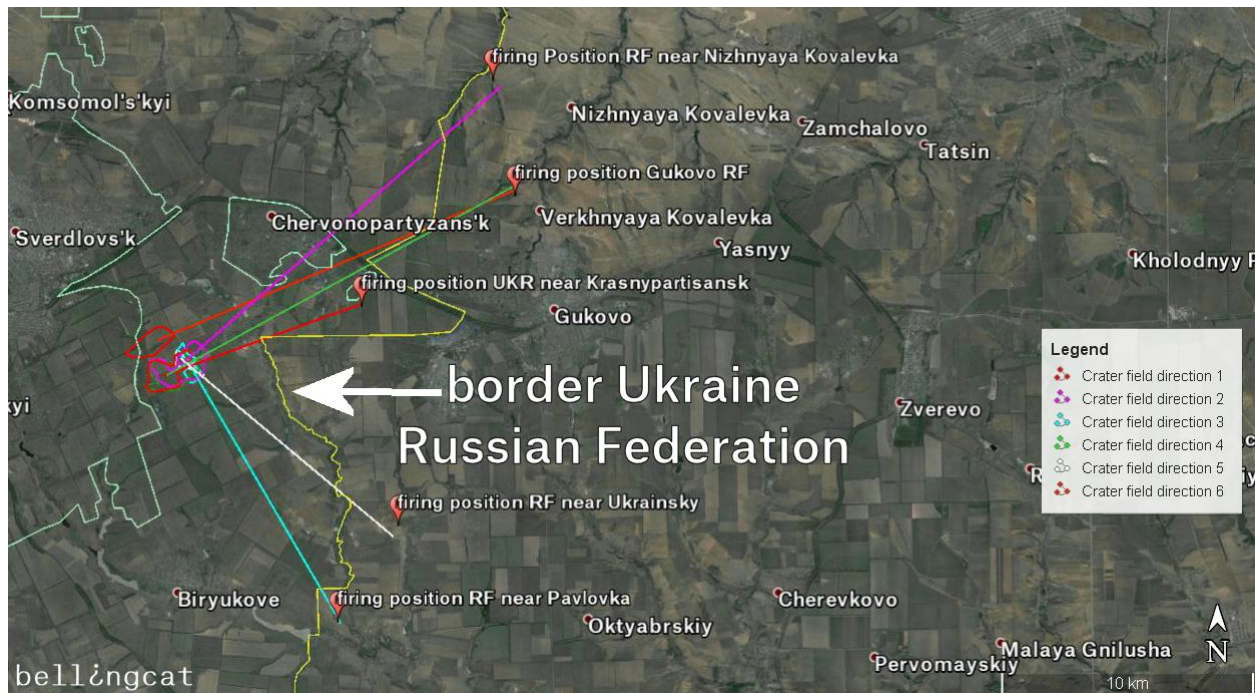 firing Position RF near Nizhnyaya Kovalevka
Komsomol's'kyi
Nizhnyaya Kovalevka
Zamchalovo
Tatsin
firing position Gukovo RF
Chervonopartyzans'k
Verkhnyaya Kovalevka
Sverdlovs'k
Yasnyy
Kholodnyy
firing position UKR near Krasnypartisansk
Gukovo
Legend
Crater field direction 1
Crater field direction 2
Crater field direction 3
Crater field direction 4
Crater field direction 5
Crater field direction 6
border Ukraine
Russian Federation
kyi
Zverevo
firing position RF near Ukrainsky
Biryukove
firing position RF near Pavlovka
Cherevkovo
Oktyabrskiy
Malaya Gnilusha
Pervomayskiy
N
bell¿ngcat
10 km